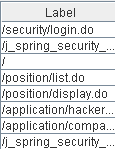 Label
/security/login.do
/j_spring_security_...
/
/position/list.do
/position/display.do
/application/hacker...
/application/compa...
/j_spring_security_...